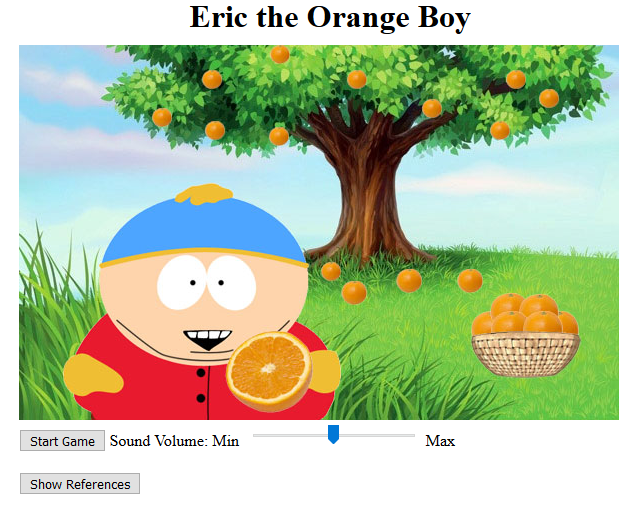 Eric the Orange Boy
Start Game Sound Volume: Min Max
Show References